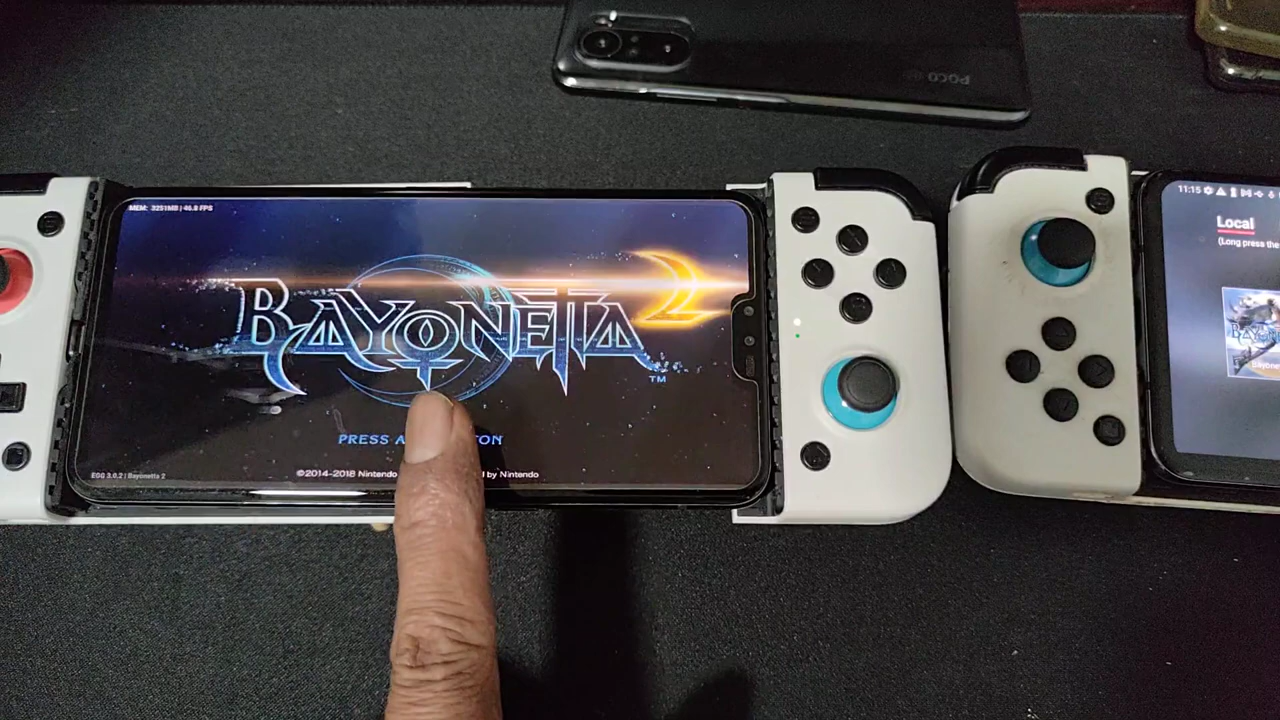 POCO
MEM: 3251MB | 46.8 FPS
BAYONETTA 2
TM
PRESS A TON
©2014-2018 Nintendo d by Nintendo
EGG 3.0.2 | Bayonetta 2
11:15
Local
(Long press the